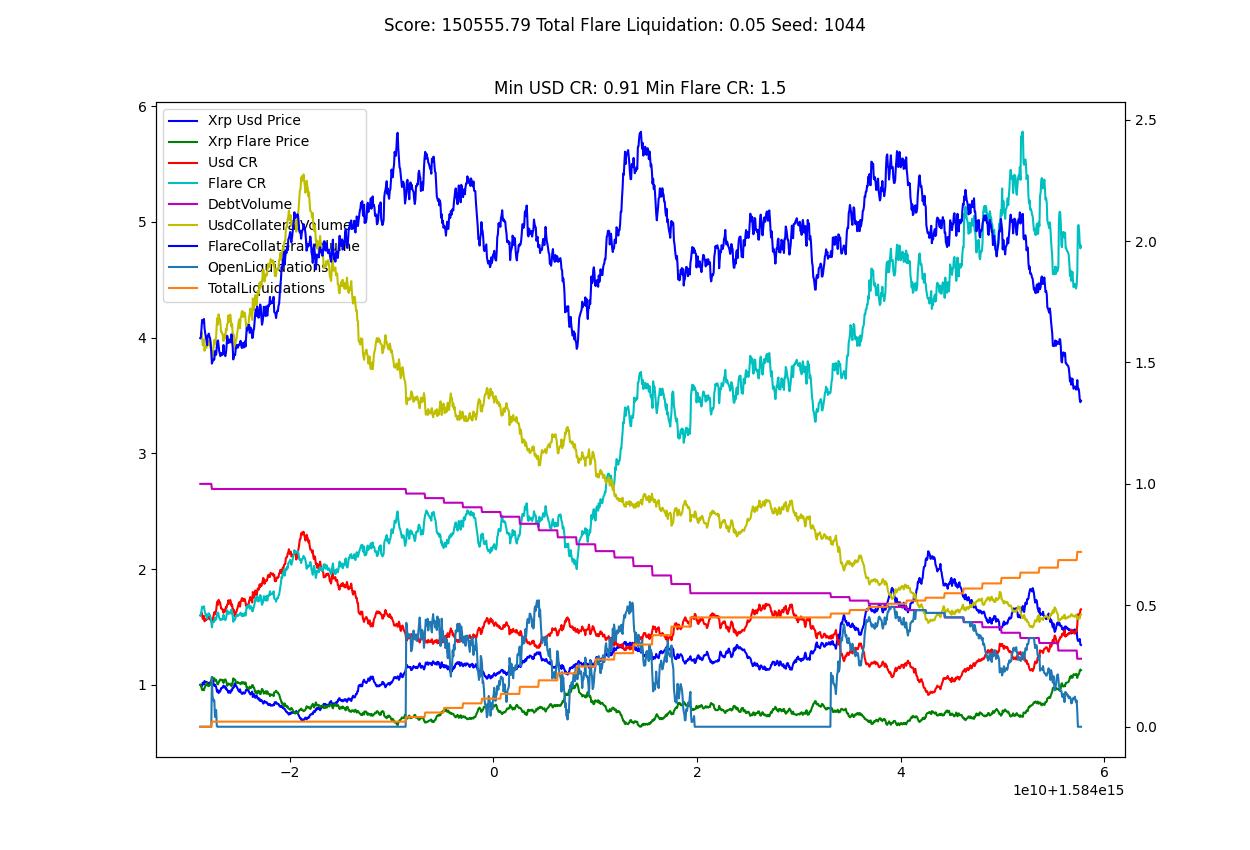 Score: 150555.79 Total Flare Liquidation: 0.05 Seed: 1044
Min USD CR: 0.91 Min Flare CR: 1.5
Xrp Usd Price
Xrp Flare Price
Usd CR
Flare CR
DebtVolume
UsdCollateralVolume
FlareCollataralVolume
OpenLiquidations
TotalLiquidations
6
5
4
3
2
1
2.5
2.0
1.5
1.0
0.5
0.0
−2
0
2
4
6
1e10+1.584e15